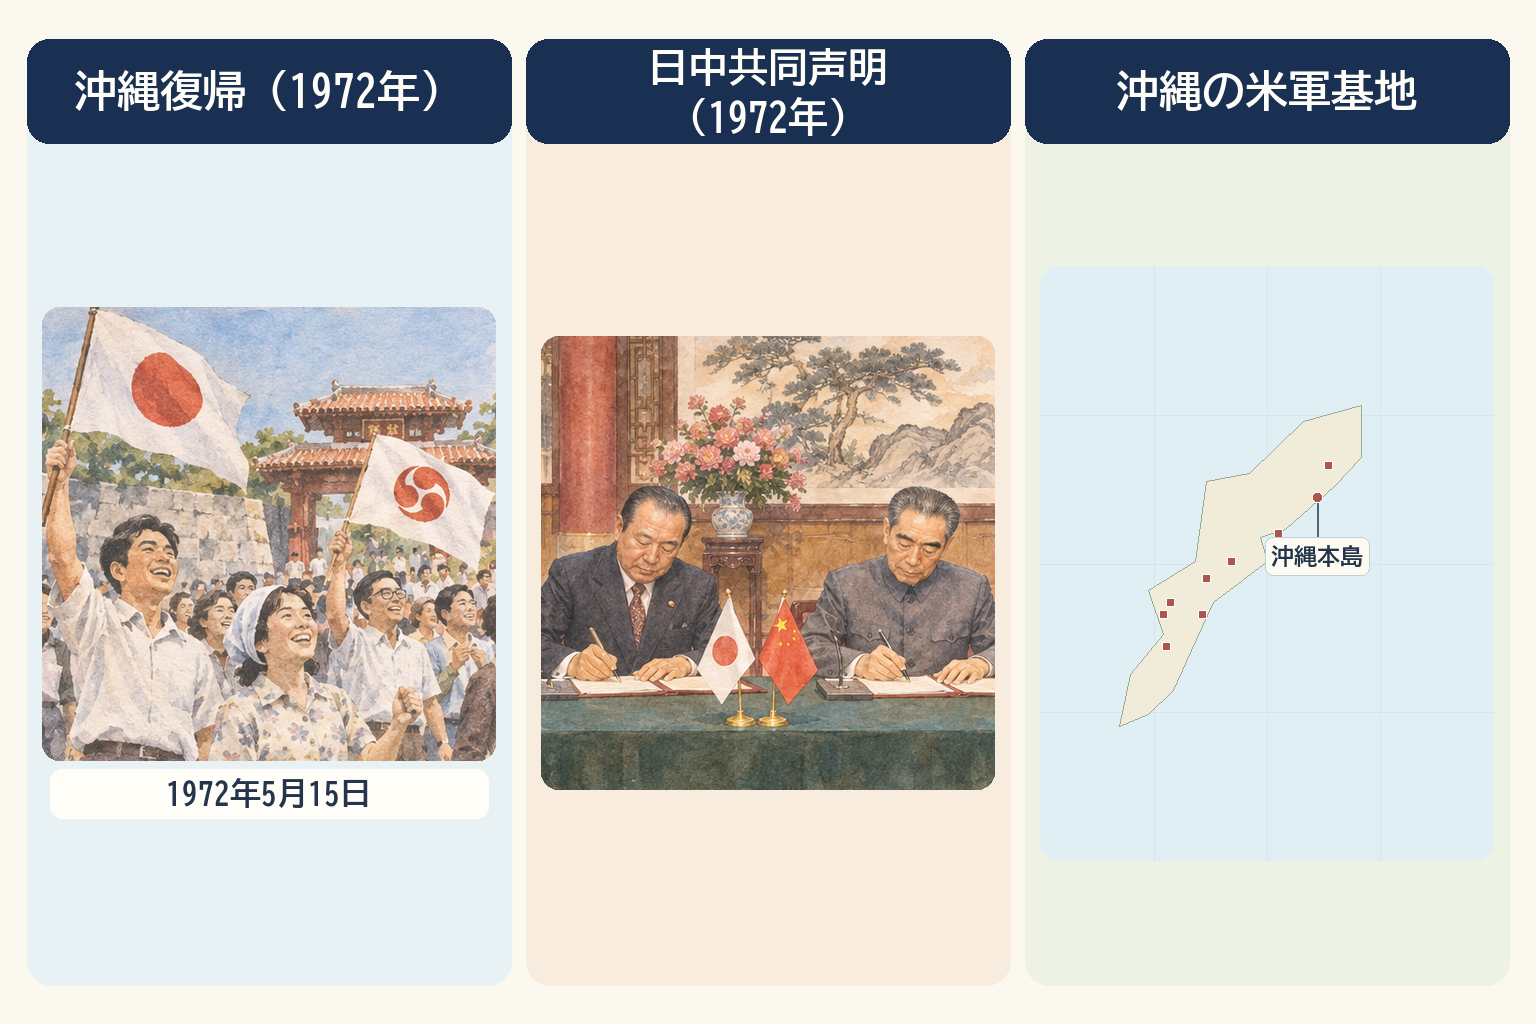 沖縄復帰（1972年）
日中共同声明
（1972年）
沖縄の米軍基地
沖縄本島
1972年5月15日